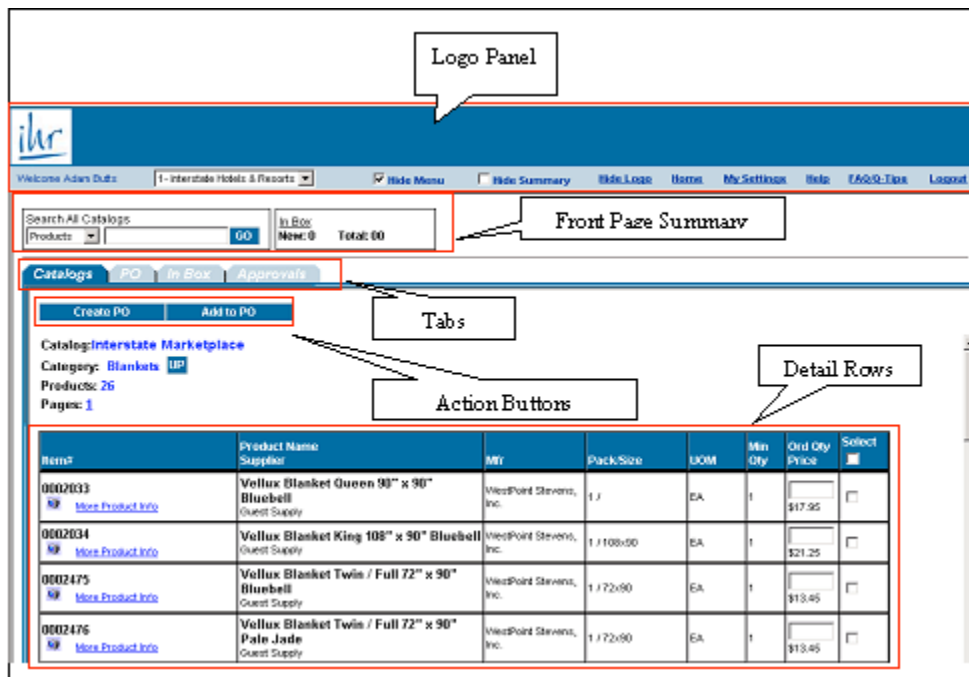 Logo Panel
ihr
Welcome Adam Butts 1 - Interstate Hotels & Resorts Hide Menu Hide Summary Hide Logo Home My Settings Help FAQ/Q-Tips Logout
Search All Catalogs
Products GO
In Box
New: 0 Total: 00
Front Page Summary
Catalogs PO In Box Approvals
Tabs
Create PO Add to PO
Catalog:Interstate Marketplace
Category: Blankets UP
Products: 26
Pages: 1
Action Buttons
Detail Rows
Item# Product Name Supplier Mfr Pack/Size UOM Min Qty Ord Qty Price Select
0002033 Vellux Blanket Queen 90" x 90" Bluebell WestPoint Stevens, Inc. 1 / EA 1
More Product Info Guest Supply $17.95
0002034 Vellux Blanket King 108" x 90" Bluebell WestPoint Stevens, Inc. 1 / 108x90 EA 1
More Product Info Guest Supply $21.25
0002475 Vellux Blanket Twin / Full 72" x 90" Bluebell WestPoint Stevens, Inc. 1 / 72x90 EA 1
More Product Info Guest Supply $13.45
0002476 Vellux Blanket Twin / Full 72" x 90" Pale Jade WestPoint Stevens, Inc. 1 / 72x90 EA 1
More Product Info Guest Supply $13.45